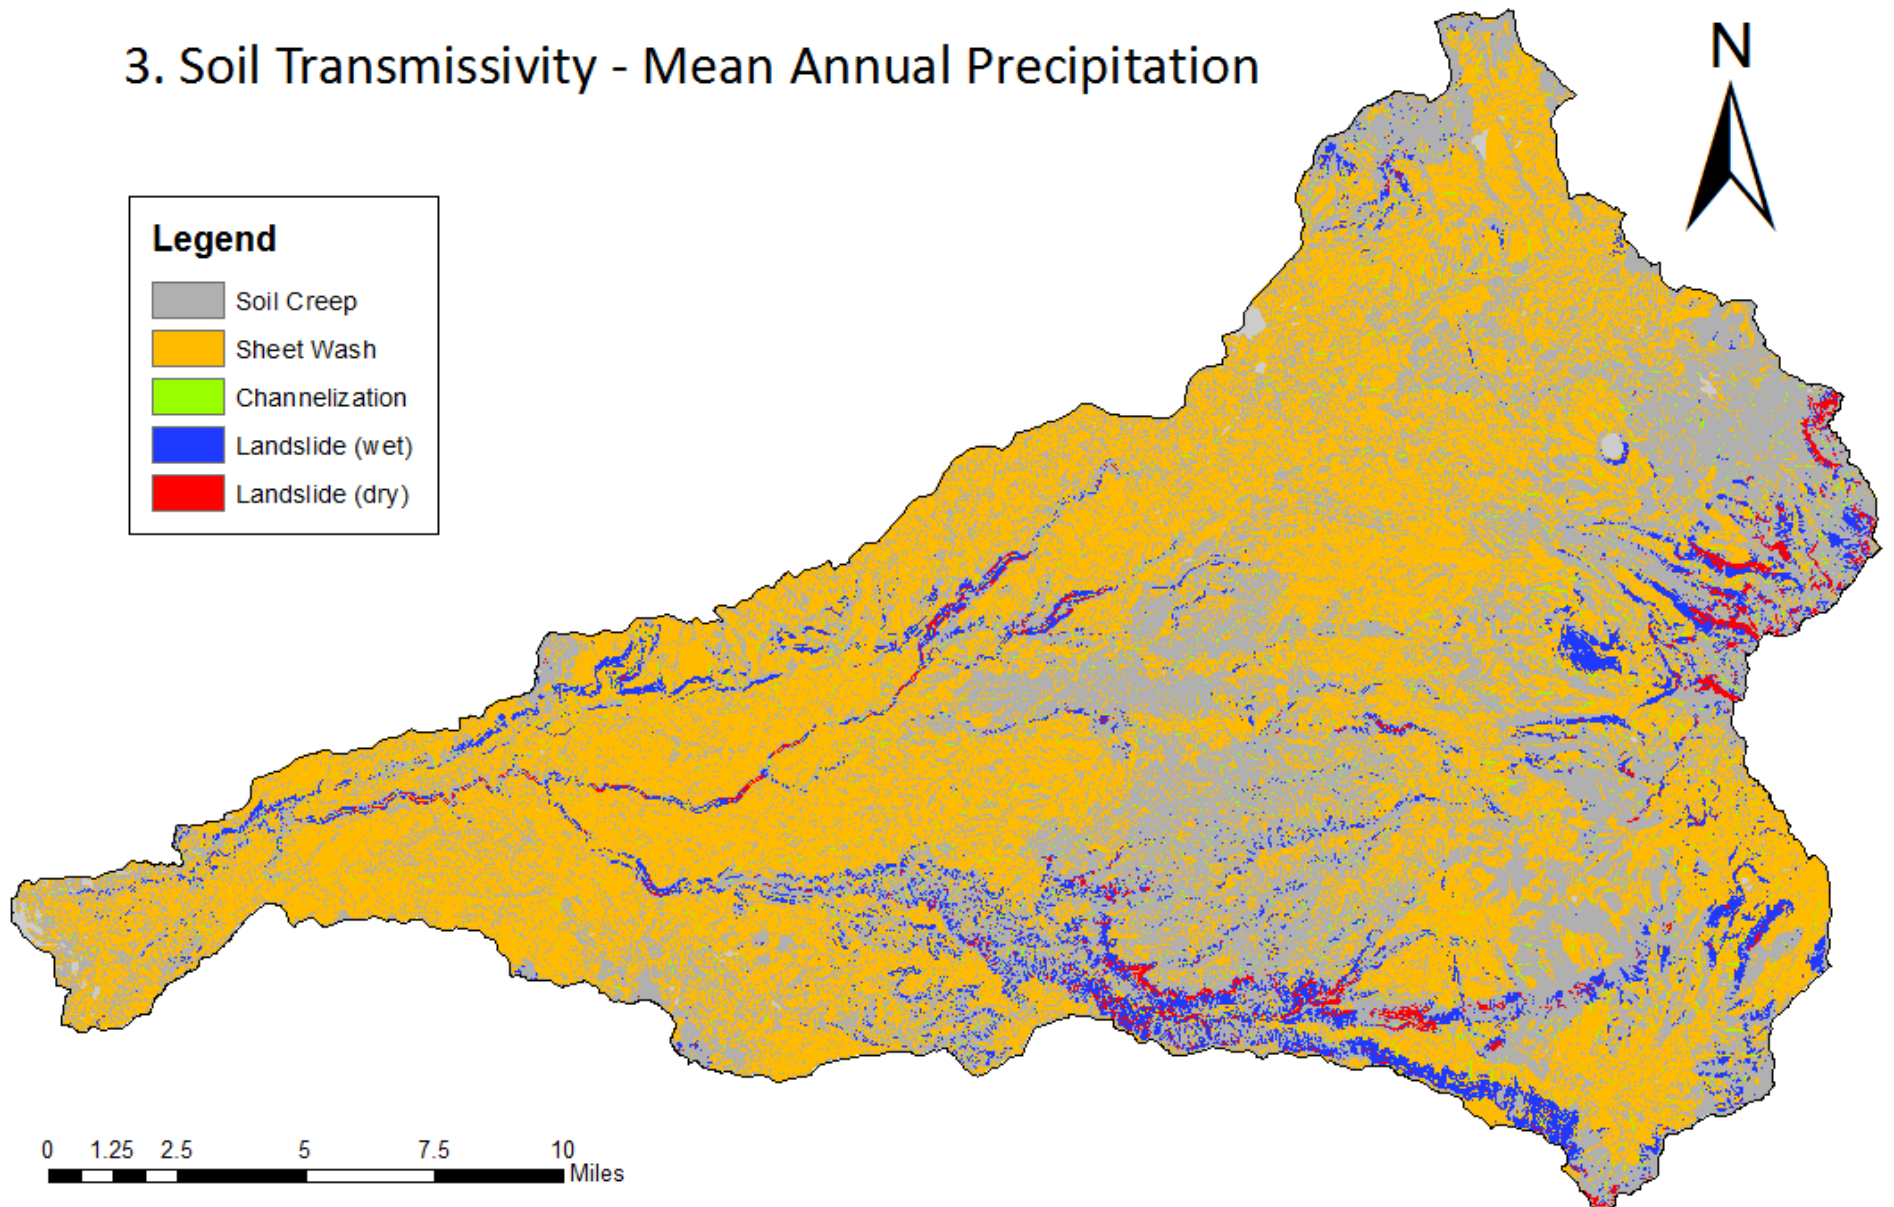 3. Soil Transmissivity - Mean Annual Precipitation
N
Legend
Soil Creep
Sheet Wash
Channelization
Landslide (wet)
Landslide (dry)
0 1.25 2.5 5 7.5 10
Miles